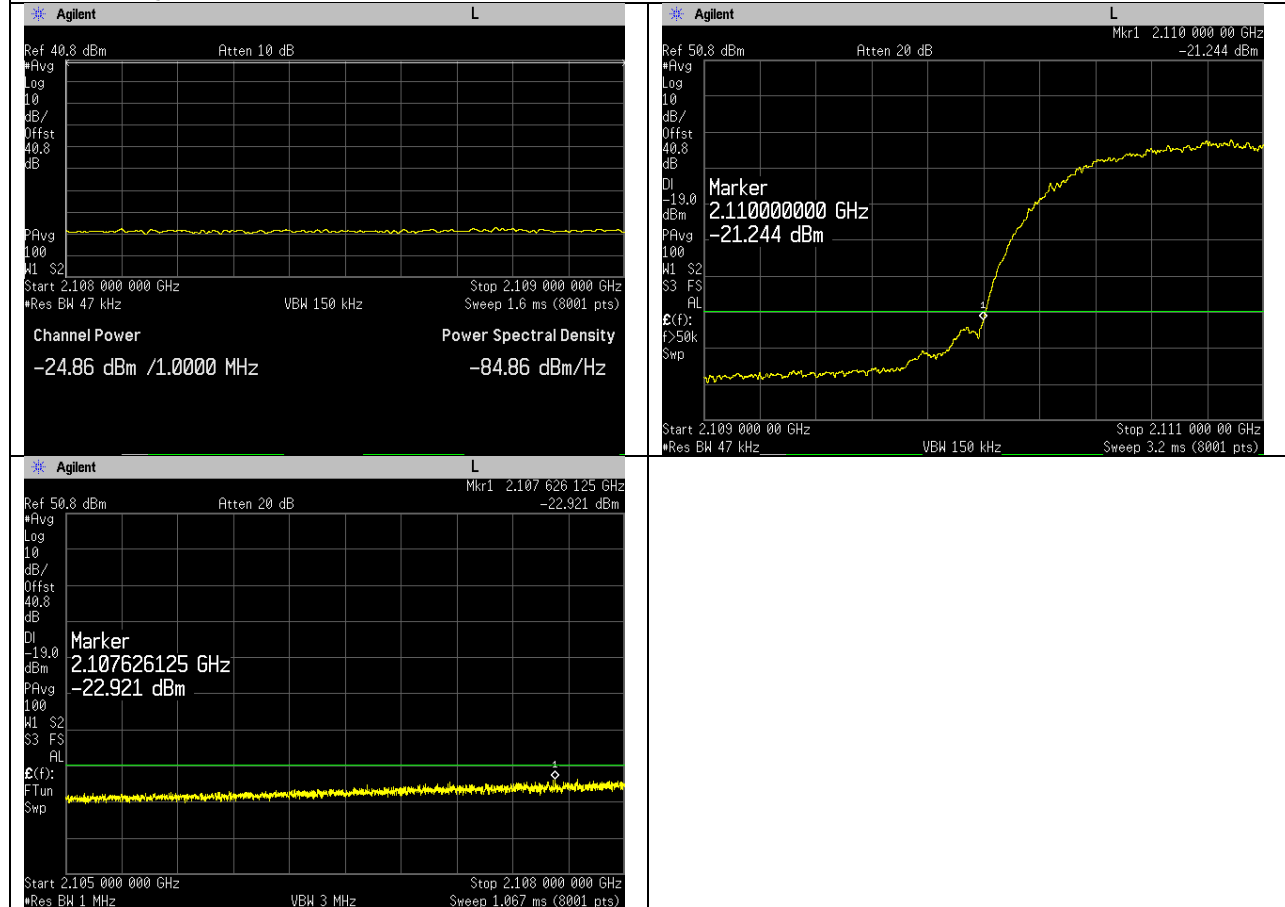 Agilent L
Ref 40.8 dBm Atten 10 dB
#Avg
Log
10
dB/
Offst
40.8
dB
PAvg
100
W1 S2
Start 2.108 000 000 GHz Stop 2.109 000 000 GHz
#Res BW 47 kHz VBW 150 kHz Sweep 1.6 ms (8001 pts)
Channel Power Power Spectral Density
-24.86 dBm /1.0000 MHz -84.86 dBm/Hz
Agilent L
Mkr1 2.110 000 00 GHz
Ref 50.8 dBm Atten 20 dB -21.244 dBm
#Avg
Log
10
dB/
Offst
40.8
dB
DI
-19.0
dBm
PAvg
100
W1 S2
S3 FS
AL
£(f):
f>50k
Swp
Marker
2.110000000 GHz
-21.244 dBm
1
Start 2.109 000 00 GHz Stop 2.111 000 00 GHz
#Res BW 47 kHz VBW 150 kHz Sweep 3.2 ms (8001 pts)
Agilent L
Mkr1 2.107 626 125 GHz
Ref 50.8 dBm Atten 20 dB -22.921 dBm
#Avg
Log
10
dB/
Offst
40.8
dB
DI
-19.0
dBm
PAvg
100
W1 S2
S3 FS
AL
£(f):
FTun
Swp
Marker
2.107626125 GHz
-22.921 dBm
1
Start 2.105 000 000 GHz Stop 2.108 000 000 GHz
#Res BW 1 MHz VBW 3 MHz Sweep 1.067 ms (8001 pts)